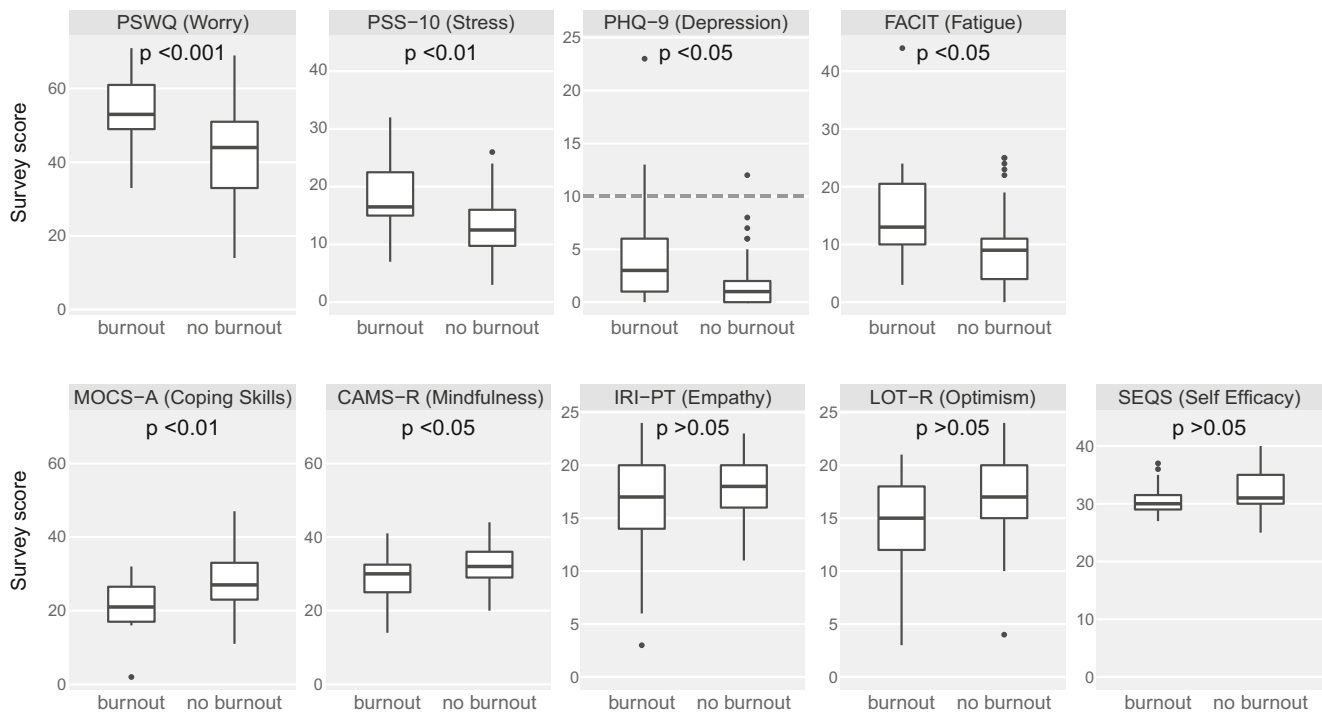 PSWQ (Worry)
PSS−10 (Stress)
PHQ−9 (Depression)
FACIT (Fatigue)
p <0.001
p <0.01
p <0.05
p <0.05
Survey score
60
40
20
0
40
30
20
10
0
25
20
15
10
5
0
40
30
20
10
0
burnout no burnout
burnout no burnout
burnout no burnout
burnout no burnout
MOCS−A (Coping Skills)
CAMS−R (Mindfulness)
IRI−PT (Empathy)
LOT−R (Optimism)
SEQS (Self Efficacy)
p <0.01
p <0.05
p >0.05
p >0.05
p >0.05
Survey score
60
40
20
0
60
40
20
0
25
20
15
10
5
0
25
20
15
10
5
0
40
30
20
10
0
burnout no burnout
burnout no burnout
burnout no burnout
burnout no burnout
burnout no burnout